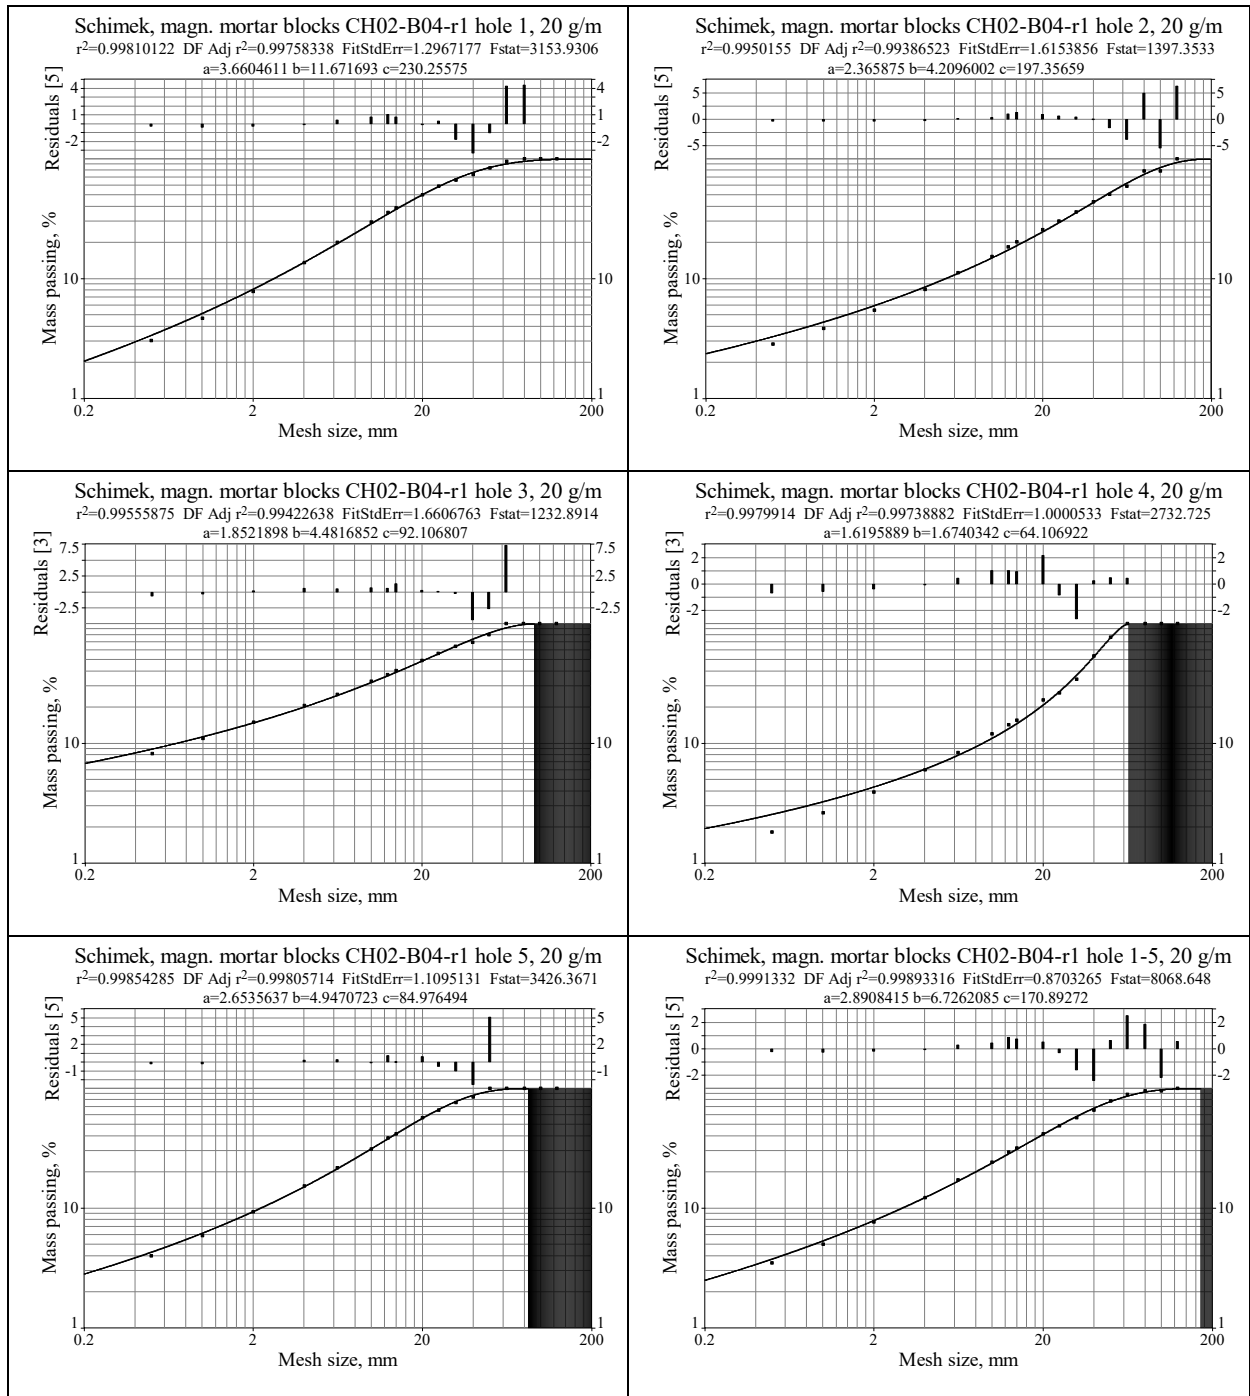 Schimek, magn. mortar blocks CH02-B04-r1 hole 1, 20 g/m
r²=0.99810122 DF Adj r²=0.99758338 FitStdErr=1.2967177 Fstat=3153.9306
a=3.6604611 b=11.671693 c=230.25575
Residuals [5]
4
1
-2
4
1
-2
Mass passing, %
10
1
10
1
0.2 2 20 200
Mesh size, mm
Schimek, magn. mortar blocks CH02-B04-r1 hole 2, 20 g/m
r²=0.9950155 DF Adj r²=0.99386523 FitStdErr=1.6153856 Fstat=1397.3533
a=2.365875 b=4.2096002 c=197.35659
Residuals [5]
5
0
-5
5
0
-5
Mass passing, %
10
1
10
1
0.2 2 20 200
Mesh size, mm
Schimek, magn. mortar blocks CH02-B04-r1 hole 3, 20 g/m
r²=0.99555875 DF Adj r²=0.99422638 FitStdErr=1.6606763 Fstat=1232.8914
a=1.8521898 b=4.4816852 c=92.106807
Residuals [3]
7.5
2.5
-2.5
7.5
2.5
-2.5
Mass passing, %
10
1
10
1
0.2 2 20 200
Mesh size, mm
Schimek, magn. mortar blocks CH02-B04-r1 hole 4, 20 g/m
r²=0.9979914 DF Adj r²=0.99738882 FitStdErr=1.0000533 Fstat=2732.725
a=1.6195889 b=1.6740342 c=64.106922
Residuals [3]
2
0
-2
2
0
-2
Mass passing, %
10
1
10
1
0.2 2 20 200
Mesh size, mm
Schimek, magn. mortar blocks CH02-B04-r1 hole 5, 20 g/m
r²=0.99854285 DF Adj r²=0.99805714 FitStdErr=1.1095131 Fstat=3426.3671
a=2.6535637 b=4.9470723 c=84.976494
Residuals [5]
5
2
-1
5
2
-1
Mass passing, %
10
1
10
1
0.2 2 20 200
Mesh size, mm
Schimek, magn. mortar blocks CH02-B04-r1 hole 1-5, 20 g/m
r²=0.9991332 DF Adj r²=0.99893316 FitStdErr=0.8703265 Fstat=8068.648
a=2.8908415 b=6.7262085 c=170.89272
Residuals [5]
2
0
-2
2
0
-2
Mass passing, %
10
1
10
1
0.2 2 20 200
Mesh size, mm